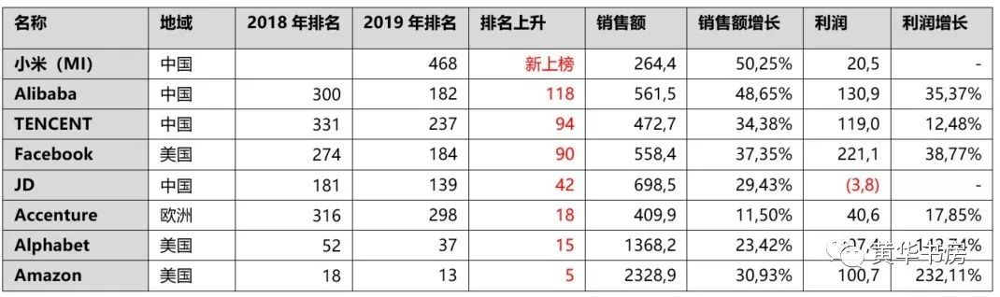 名称 地域 2018 年排名 2019 年排名 排名上升 销售额 销售额增长 利润 利润增长
小米（MI） 中国 468 新上榜 264,4 50,25% 20,5 -
Alibaba 中国 300 182 118 561,5 48,65% 130,9 35,37%
TENCENT 中国 331 237 94 472,7 34,38% 119,0 12,48%
Facebook 美国 274 184 90 558,4 37,35% 221,1 38,77%
JD 中国 181 139 42 698,5 29,43% (3,8) -
Accenture 欧洲 316 298 18 409,9 11,50% 40,6 17,85%
Alphabet 美国 52 37 15 1368,2 23,42%
黄华书房
Amazon 美国 18 13 5 2328,9 30,93% 100,7 232,11%